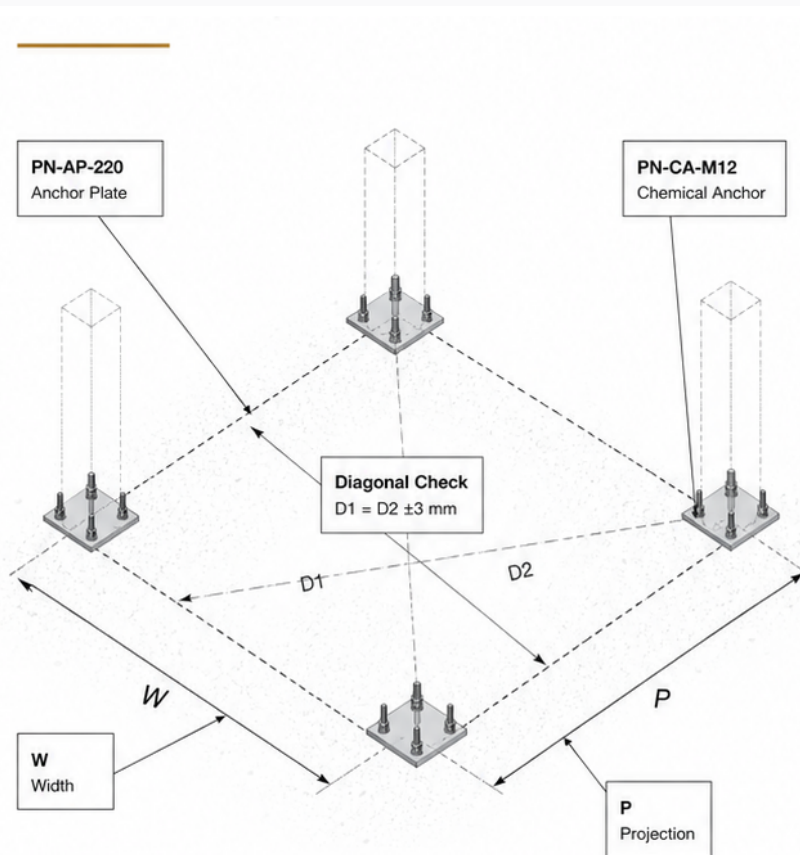 PN-AP-220
Anchor Plate
PN-CA-M12
Chemical Anchor
Diagonal Check
D1 = D2 ±3 mm
D1
D2
W
P
W
Width
P
Projection